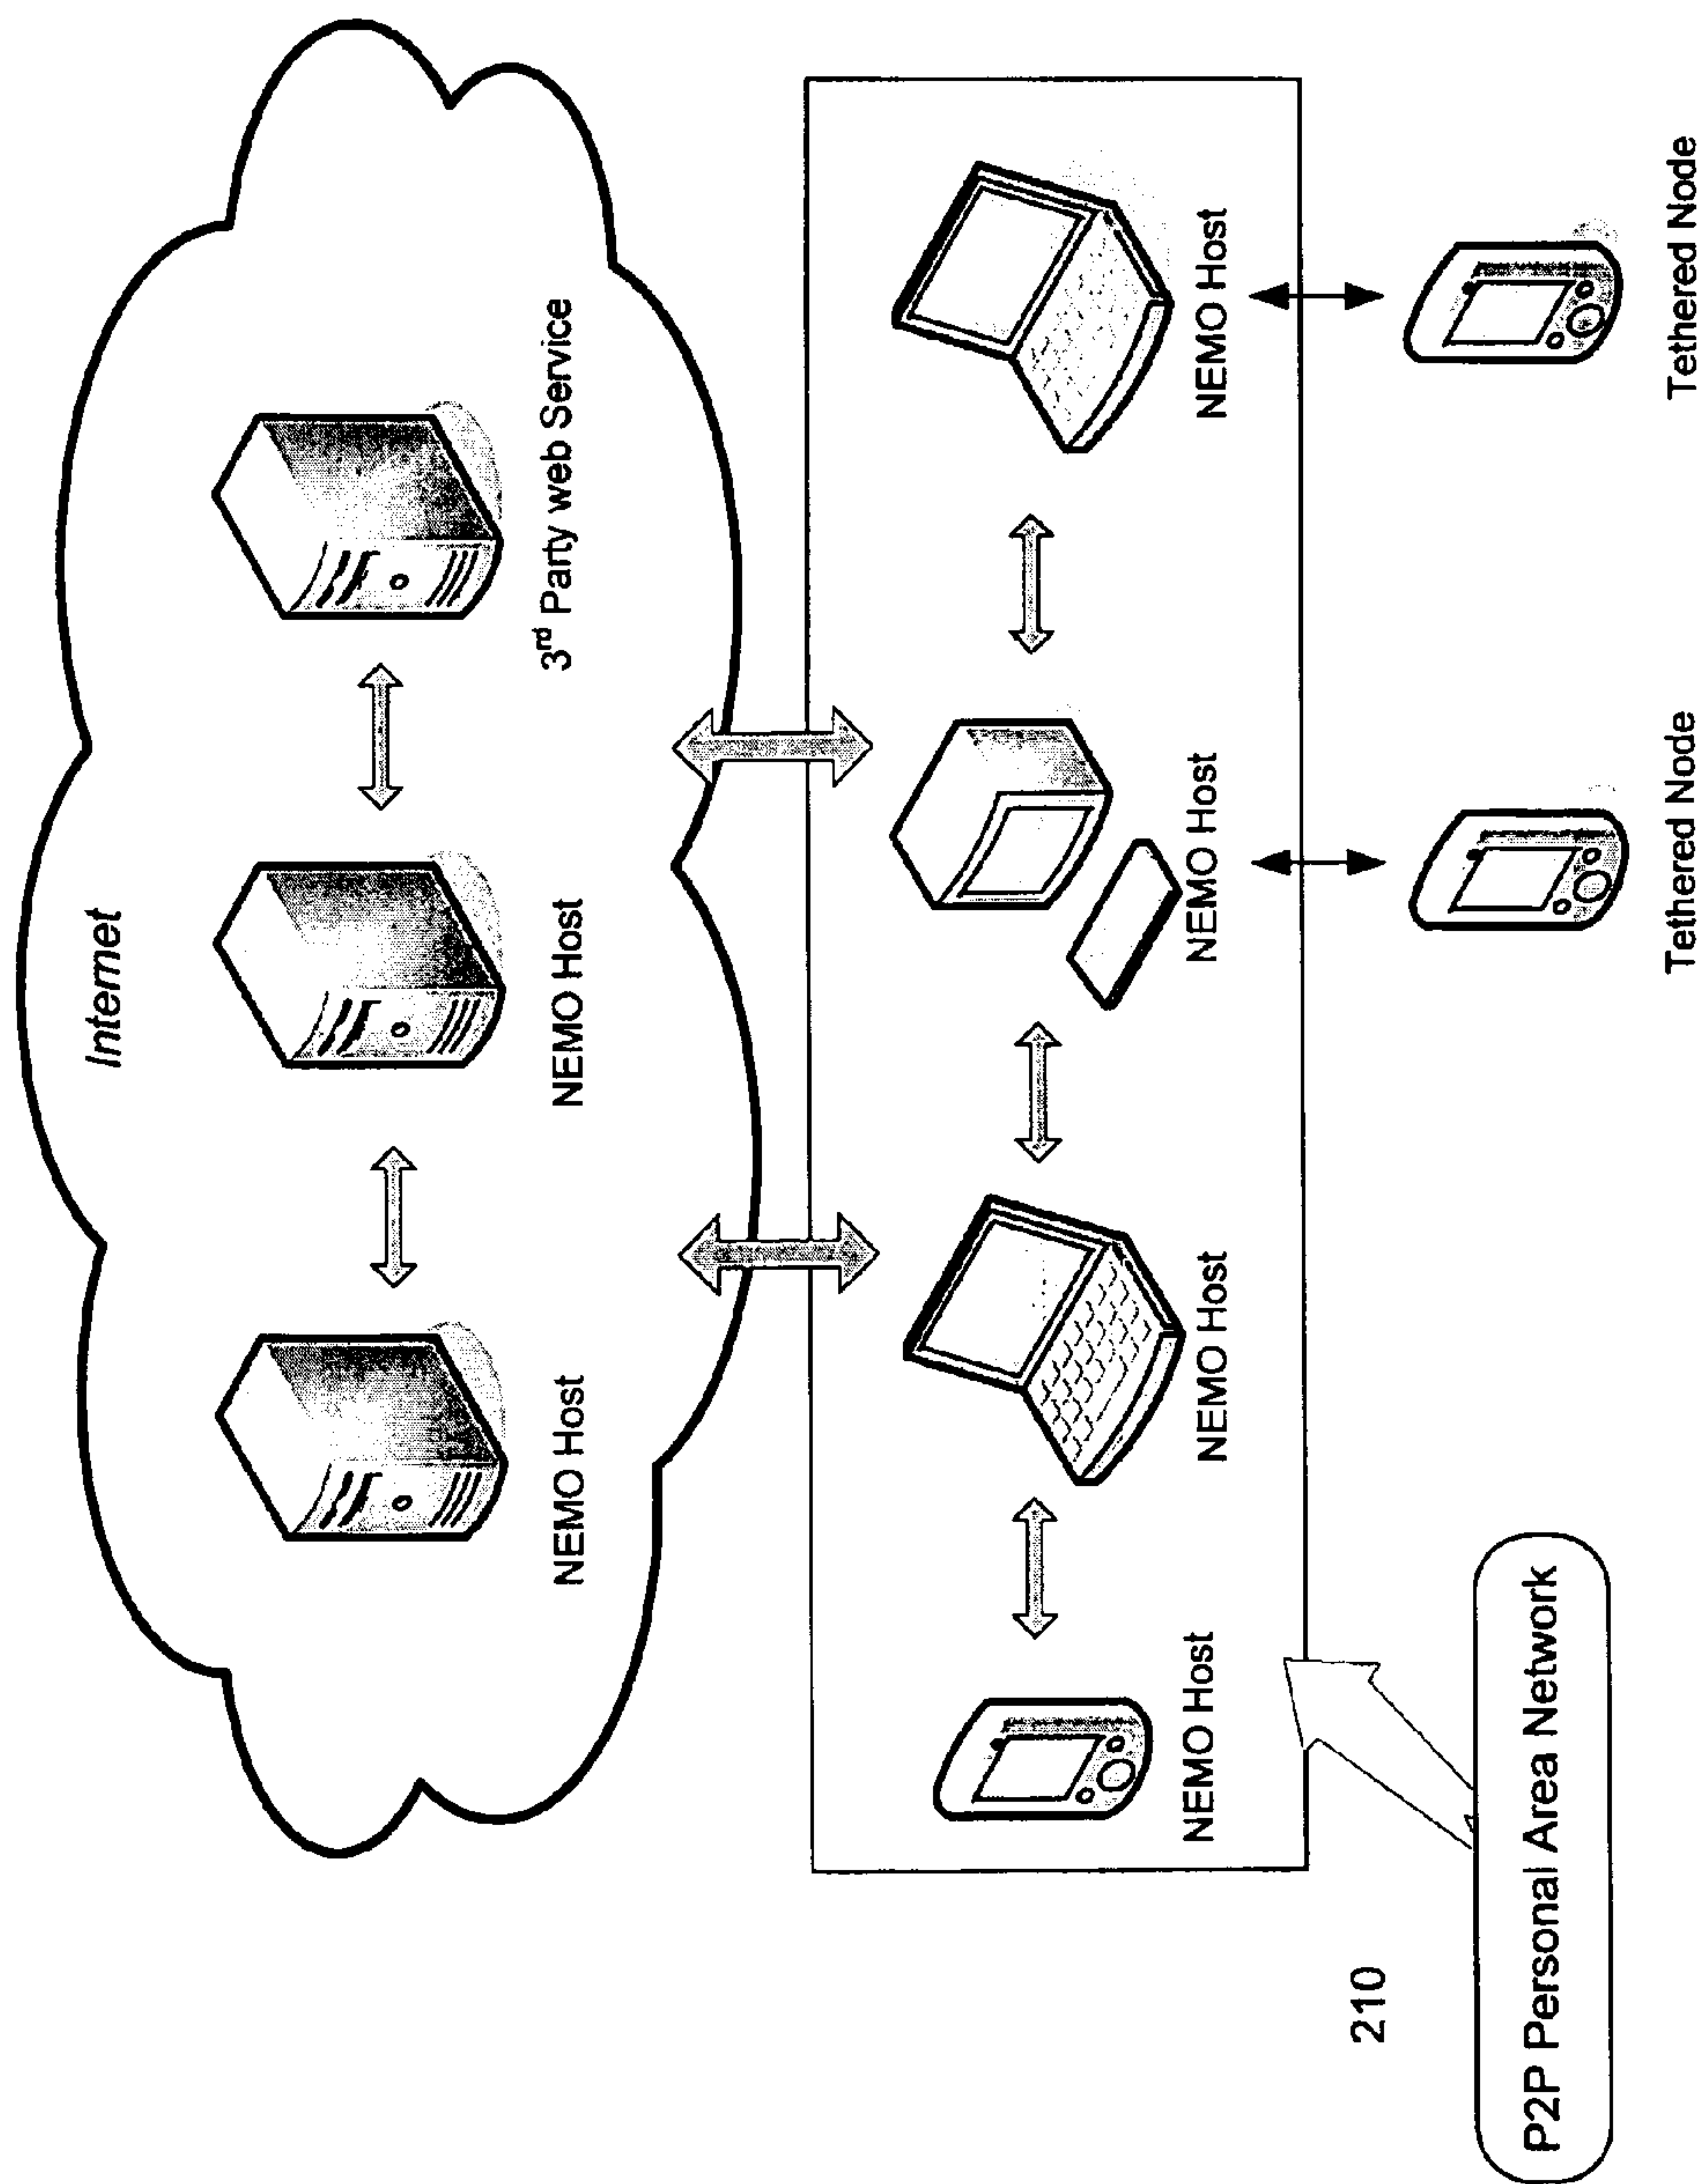 Internet
NEMO Host
NEMO Host
3rd Party web Service
NEMO Host
NEMO Host
NEMO Host
NEMO Host
210
P2P Personal Area Network
Tethered Node
Tethered Node